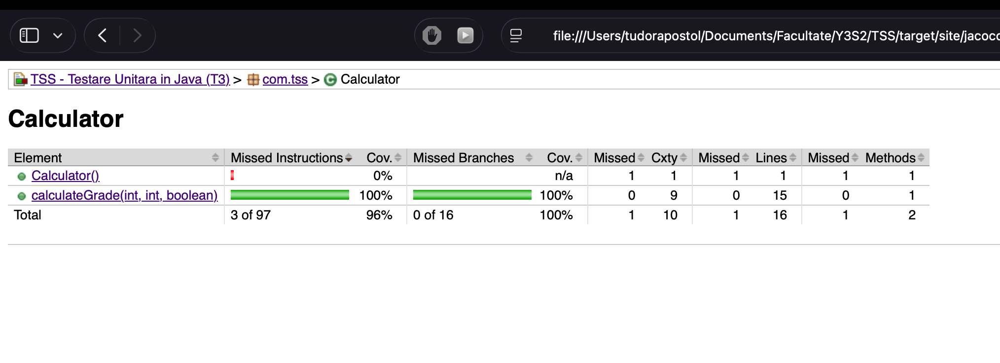 file:///Users/tudorapostol/Documents/Facultate/Y3S2/TSS/target/site/jacoco
TSS - Testare Unitara in Java (T3) > com.tss > Calculator
Calculator
Element Missed Instructions Cov. Missed Branches Cov. Missed Cxty Missed Lines Missed Methods
Calculator() 0% n/a 1 1 1 1 1 1
calculateGrade(int, int, boolean) 100% 100% 0 9 0 15 0 1
Total 3 of 97 96% 0 of 16 100% 1 10 1 16 1 2